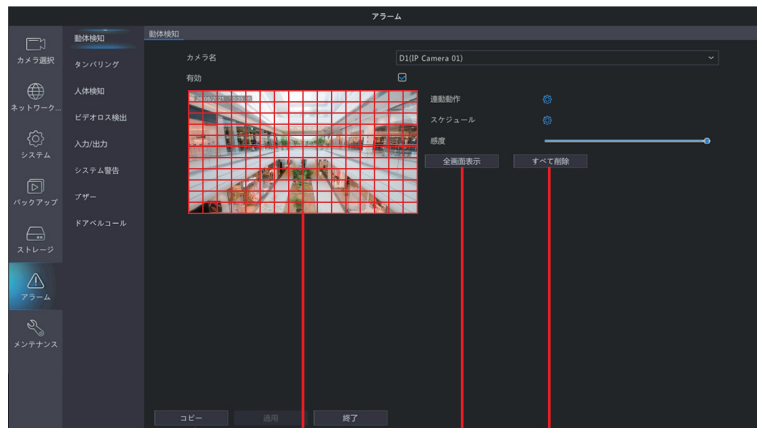 アラーム
カメラ選択
ネットワーク...
システム
バックアップ
ストレージ
アラーム
メンテナンス
動体検知
タンパリング
人体検知
ビデオロス検出
入力/出力
システム警告
ブザー
ドアベルコール
動体検知
カメラ名
D1(IP Camera 01)
有効
連動動作
スケジュール
感度
全画面表示
すべて削除
コピー
適用
終了